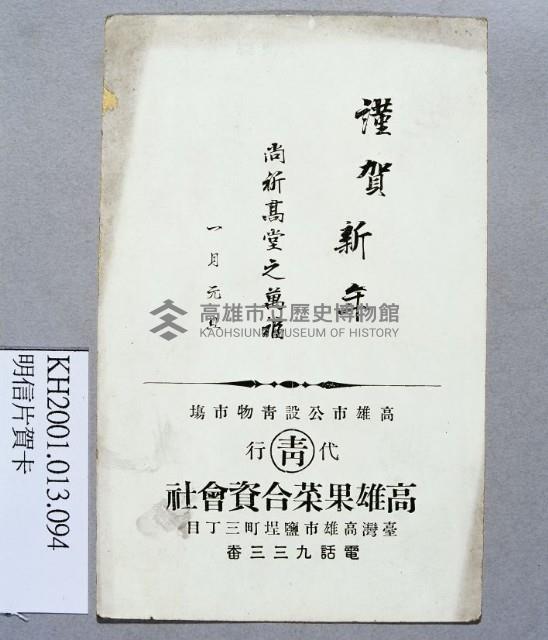 謹賀新年
尚祈高堂之萬福
一月元旦
高雄市立歷史博物館
KAOHSIUNG MUSEUM OF HISTORY
高雄市公設青物市場
代 青 行
高雄果菜合資會社
臺灣高雄市鹽埕町三丁目
電話九三三番
KH2001.013.094
明信片賀卡